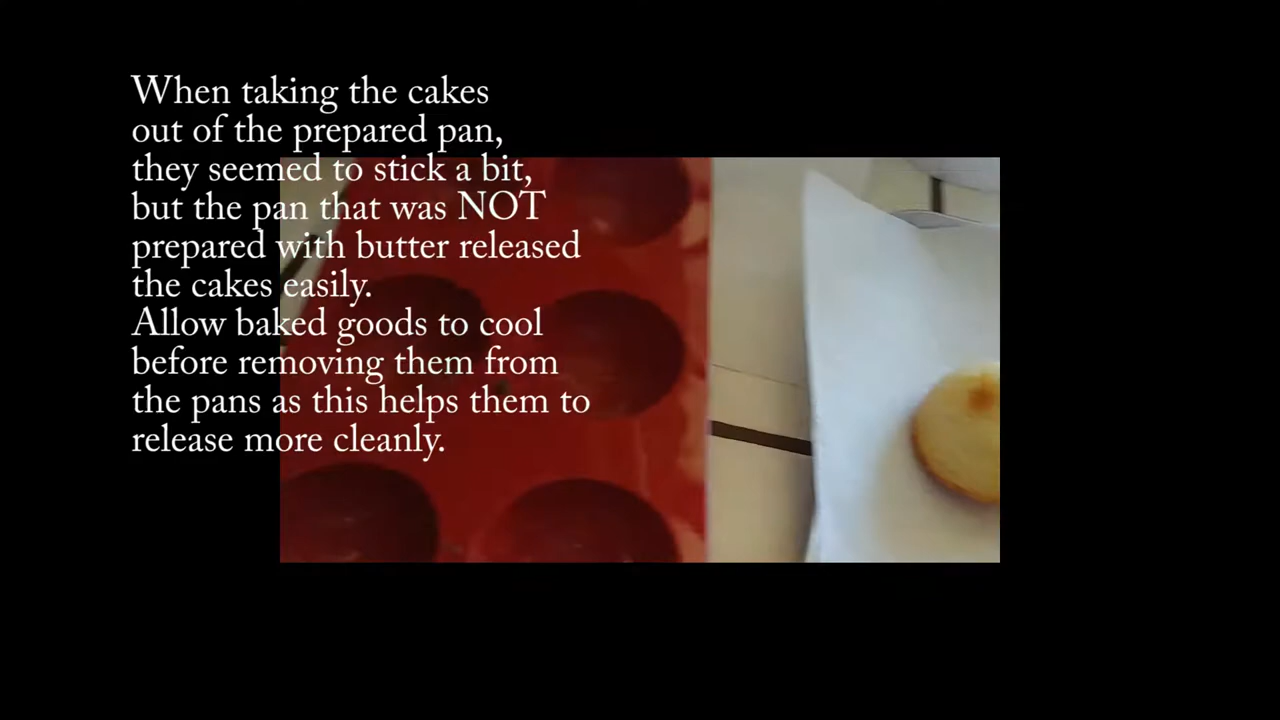 When taking the cakes
out of the prepared pan,
they seemed to stick a bit,
but the pan that was NOT
prepared with butter released
the cakes easily.
Allow baked goods to cool
before removing them from
the pans as this helps them to
release more cleanly.